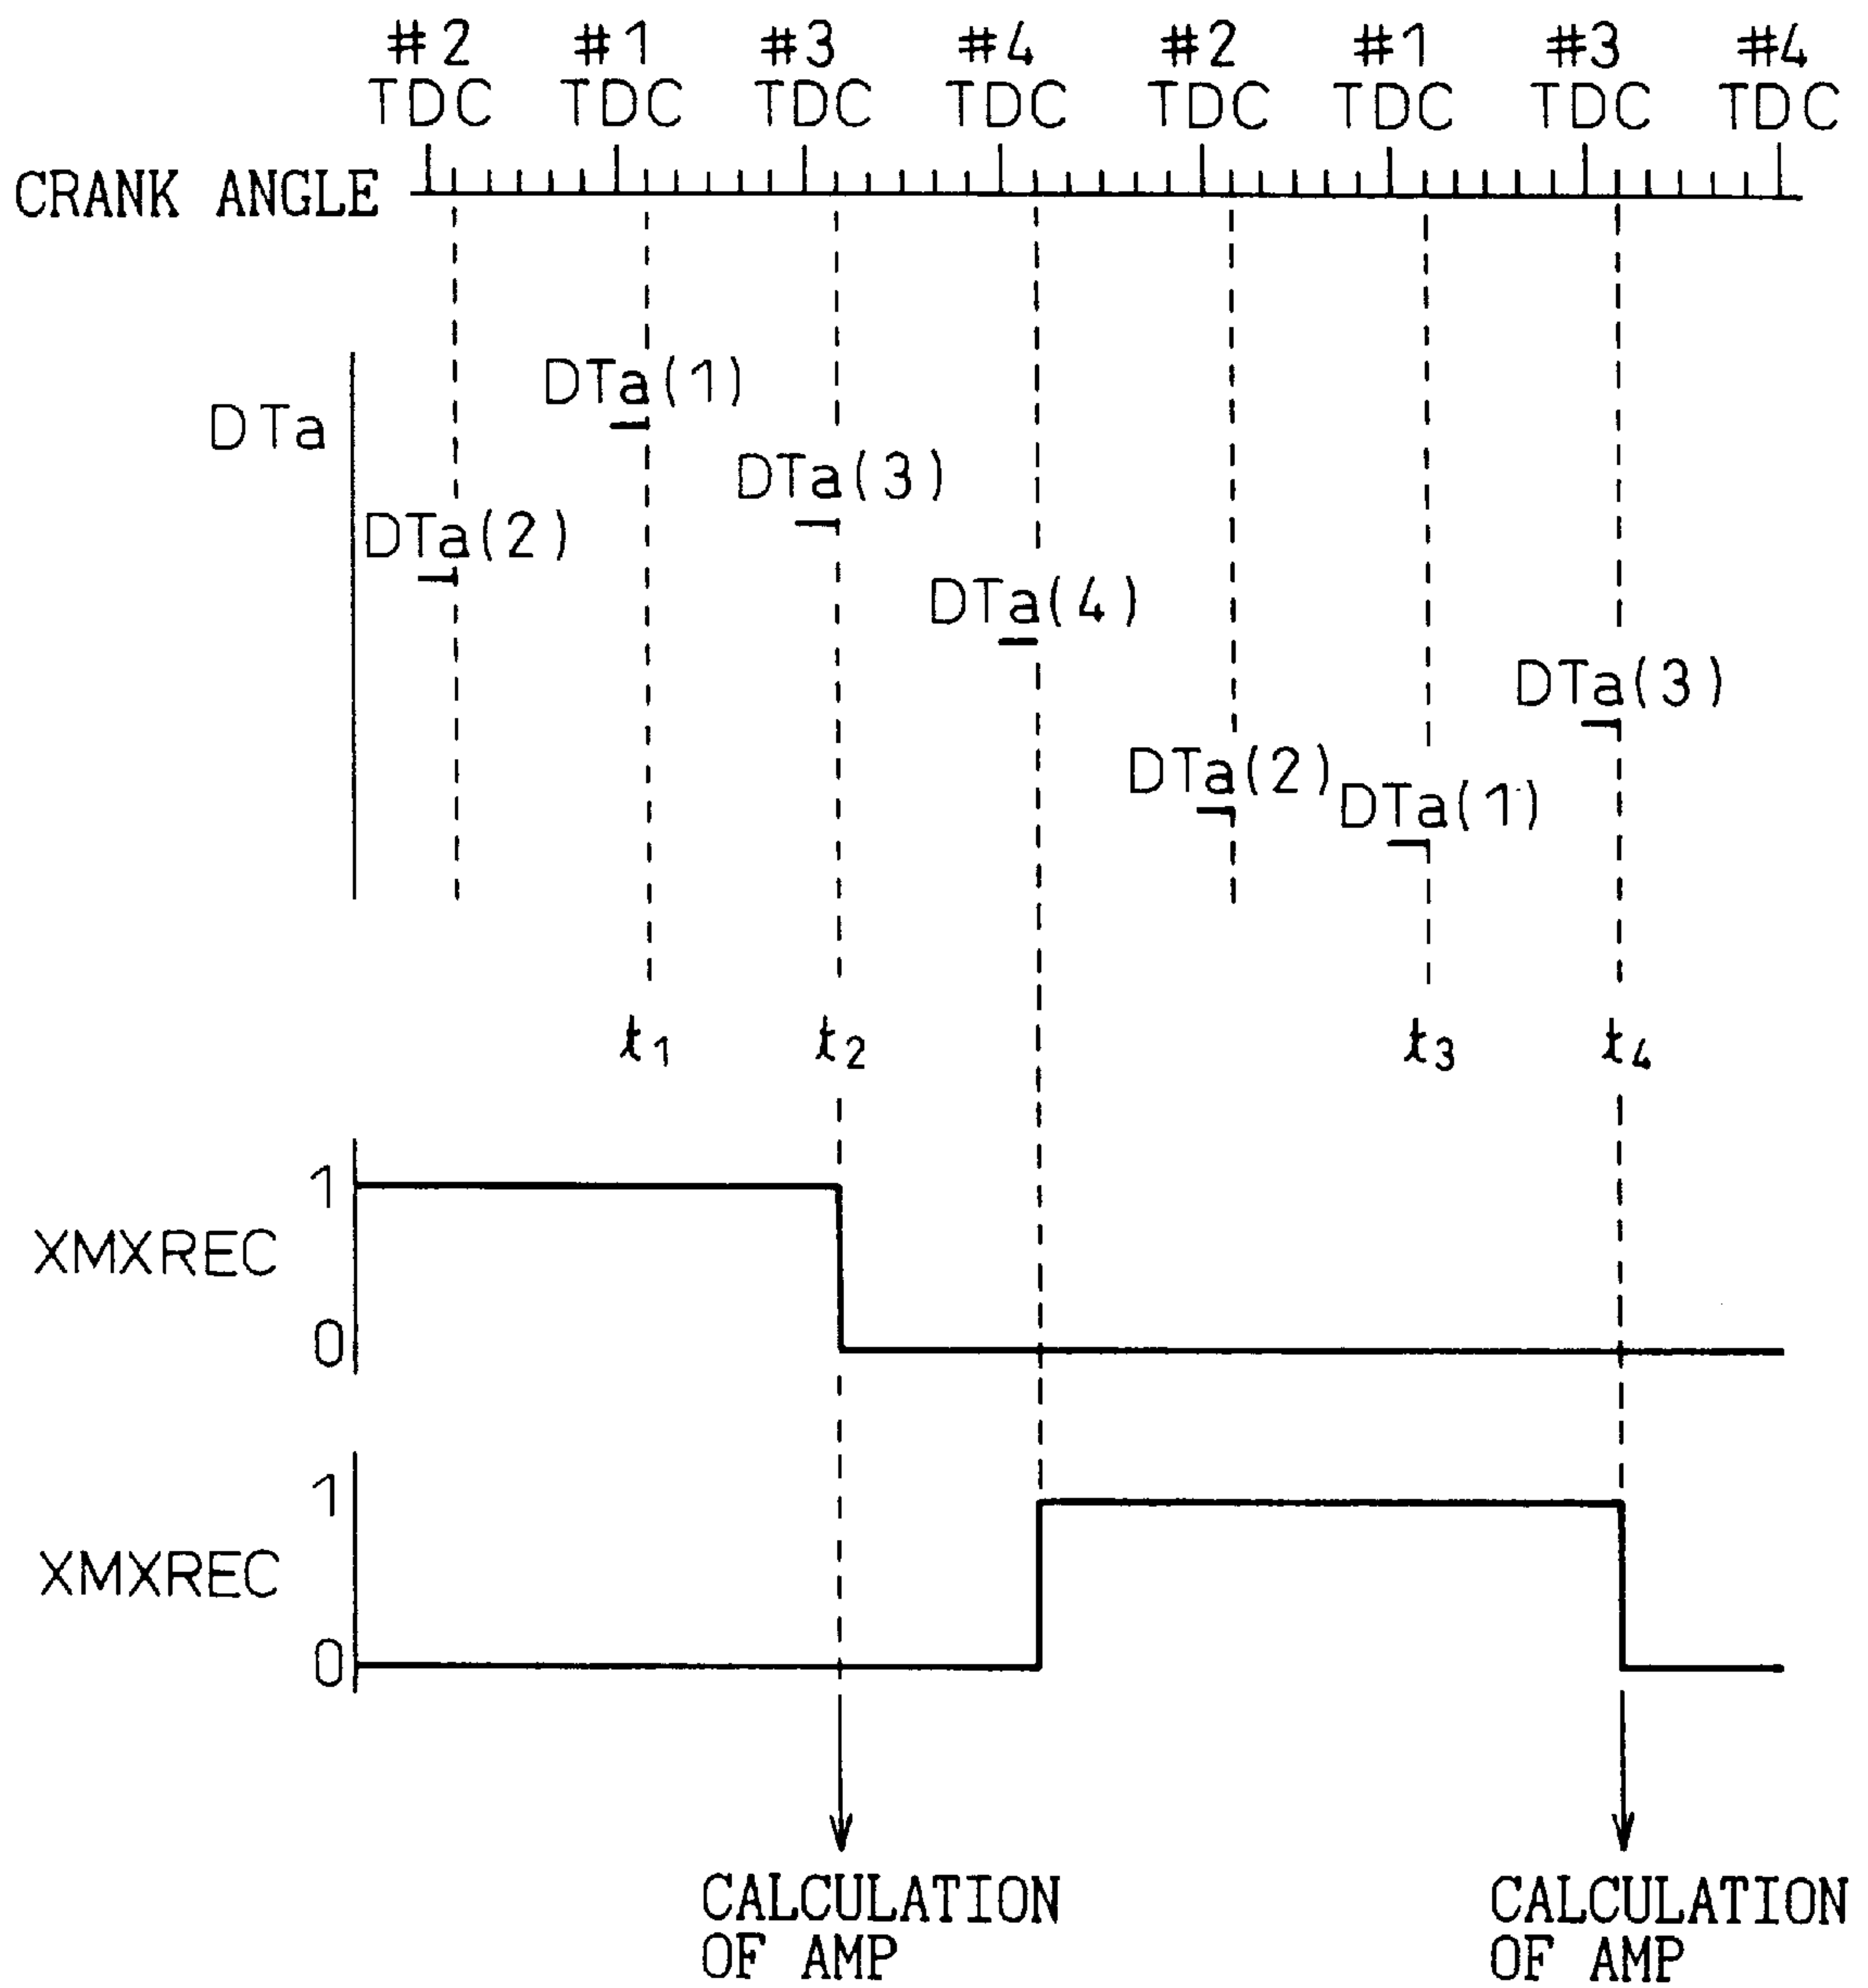 #2 #1 #3 #4 #2 #1 #3 #4
TDC TDC TDC TDC TDC TDC TDC TDC
CRANK ANGLE
DTa
DTa(1)
DTa(3)
DTa(2)
DTa(4)
DTa(3)
DTa(2)
DTa(1)
t1 t2 t3 t4
1
XMXREC
0
1
XMXREC
0
CALCULATION CALCULATION
OF AMP OF AMP